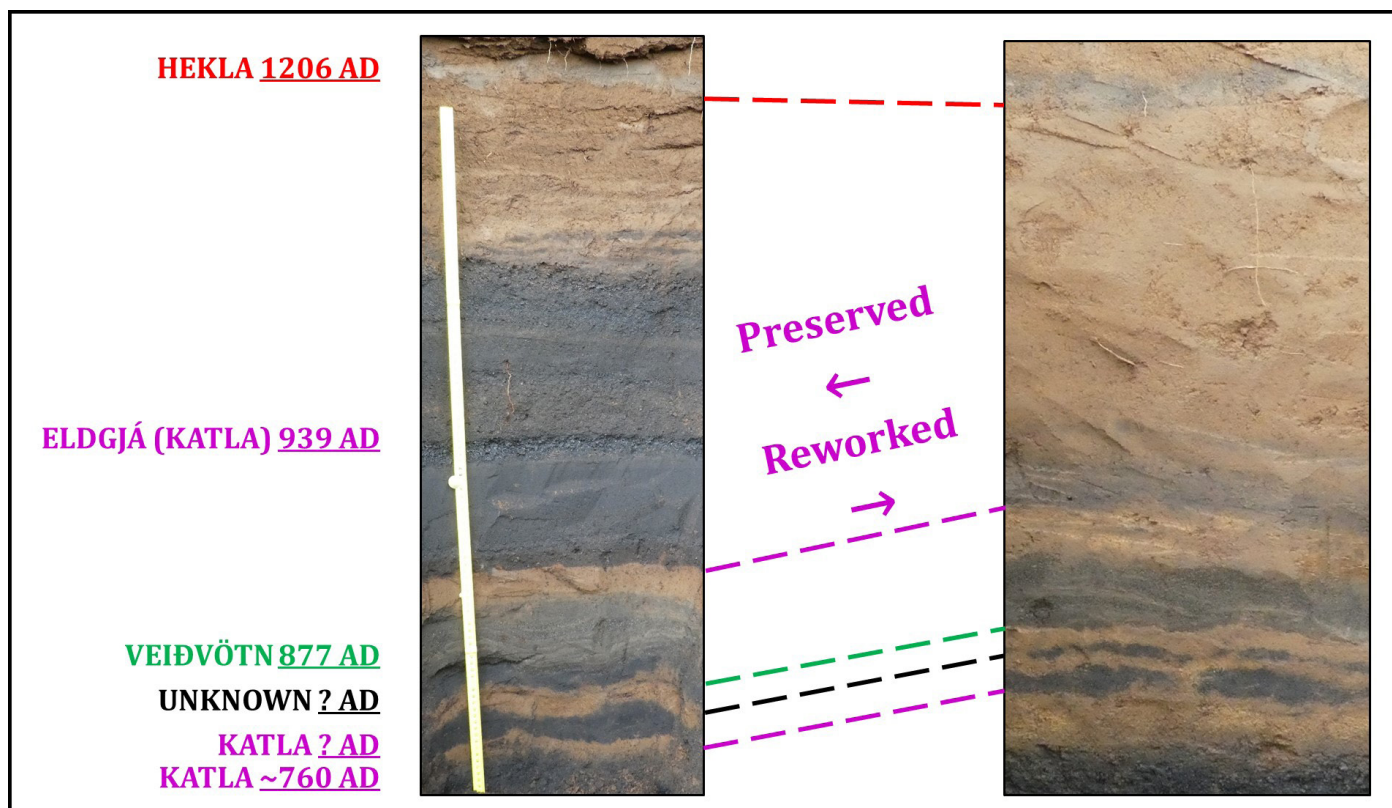 HEKLA 1206 AD
Preserved
←
ELDGJÁ (KATLA) 939 AD
Reworked
→
VEIÐVÖTN 877 AD
UNKNOWN ? AD
KATLA ? AD
KATLA ~760 AD